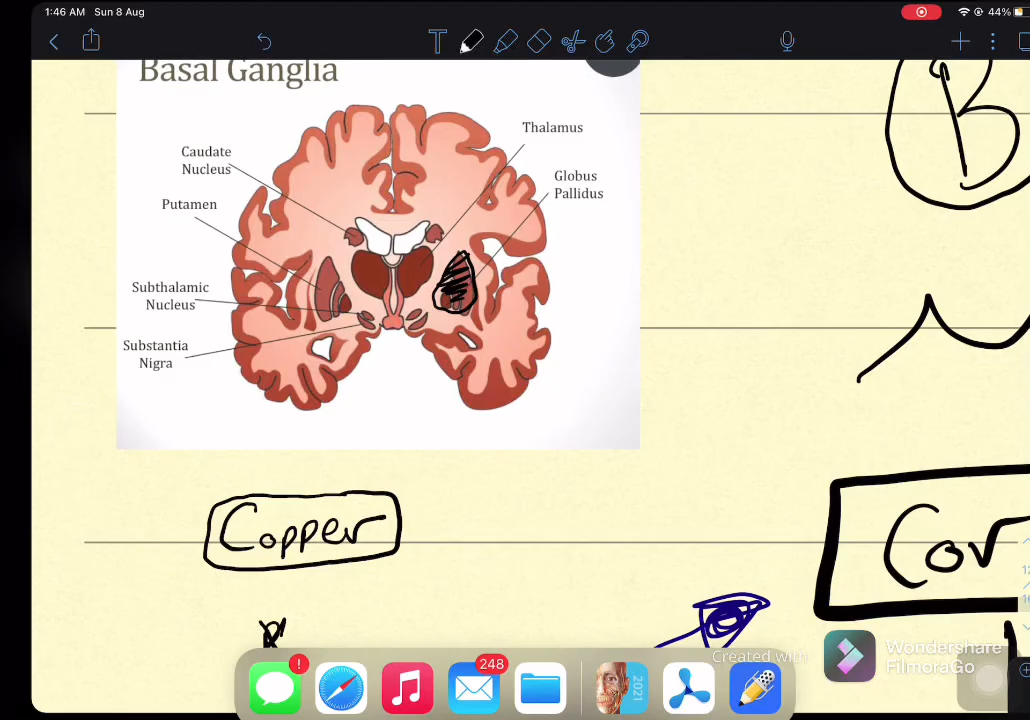 1:46 AM Sun 8 Aug
44%
Basal Ganglia
Thalamus
Caudate
Nucleus
Globus
Pallidus
Putamen
Subthalamic
Nucleus
Substantia
Nigra
B
Copper
Cor
248
2021
Created with
Wondershare
FilmoraGo